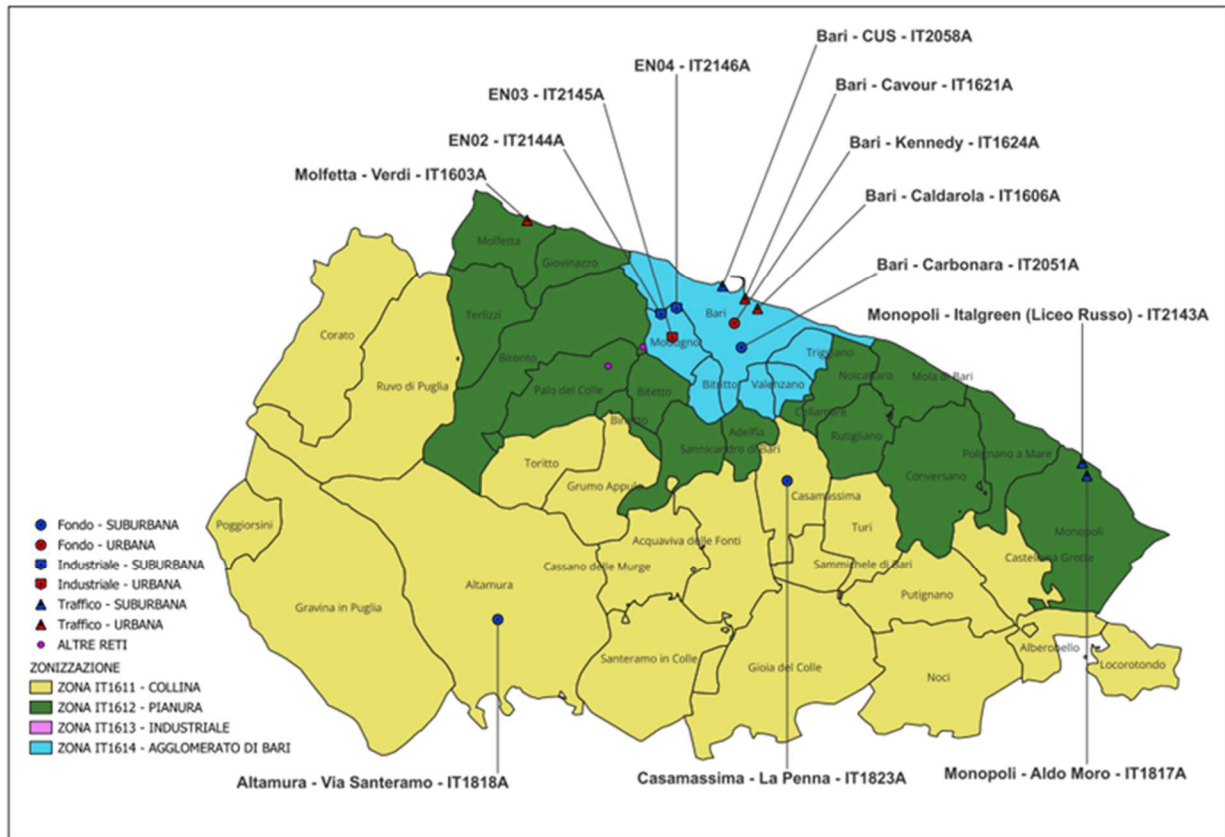 Bari - CUS - IT2058A
EN04 - IT2146A
Bari - Cavour - IT1621A
EN03 - IT2145A
EN02 - IT2144A
Bari - Kennedy - IT1624A
Molfetta - Verdi - IT1603A
Bari - Caldarola - IT1606A
Bari - Carbonara - IT2051A
Monopoli - Italgreen (Liceo Russo) - IT2143A
Molfetta
Giovinazzo
Terlizzi
Bari
Corato
Bitonto
Modugno
Ruvo di Puglia
Palo del Colle
Bitetto
Bitritto
Valenzano
Triggiano
Noicattaro
Mola di Bari
Binetto
Adelfia
Cellamare
Sannicandro di Bari
Rutigliano
Polignano a Mare
Toritto
Conversano
Grumo Appula
Casamassima
Poggiorsini
Turi
Monopoli
Acquaviva delle Fonti
Castellana Grotte
Cassano delle Murge
Sammichele di Bari
Altamura
Putignano
Gravina in Puglia
Alberobello
Santeramo in Colle
Gioia del Colle
Noci
Locorotondo
Fondo - SUBURBANA
Fondo - URBANA
Industriale - SUBURBANA
Industriale - URBANA
Traffico - SUBURBANA
Traffico - URBANA
ALTRE RETI
ZONIZZAZIONE
ZONA IT1611 - COLLINA
ZONA IT1612 - PIANURA
ZONA IT1613 - INDUSTRIALE
ZONA IT1614 - AGGLOMERATO DI BARI
Altamura - Via Santeramo - IT1818A
Casamassima - La Penna - IT1823A
Monopoli - Aldo Moro - IT1817A